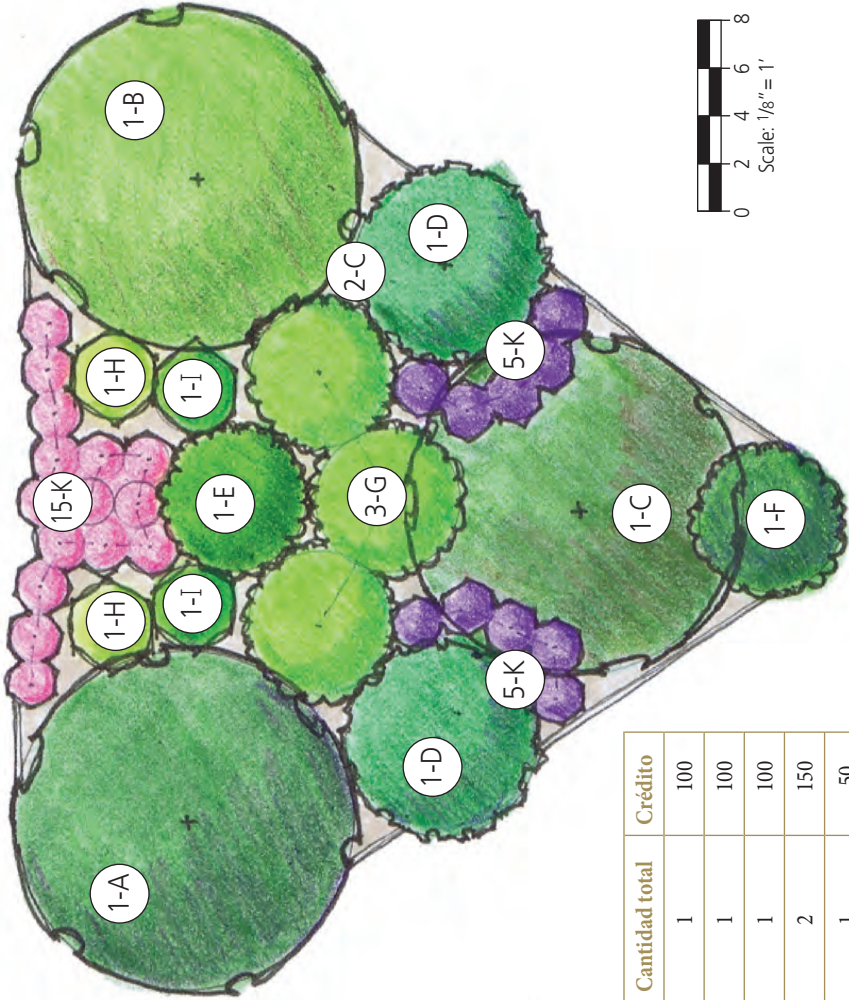 15-K
1-A
1-H
1-H
1-B
1-I
1-I
1-E
2-C
3-G
1-D
1-D
5-K
5-K
1-C
1-F
0 2 4 6 8
Scale: 1/8" = 1'
Cantidad total Crédito
1 100
1 100
1 100
2 150
1 50